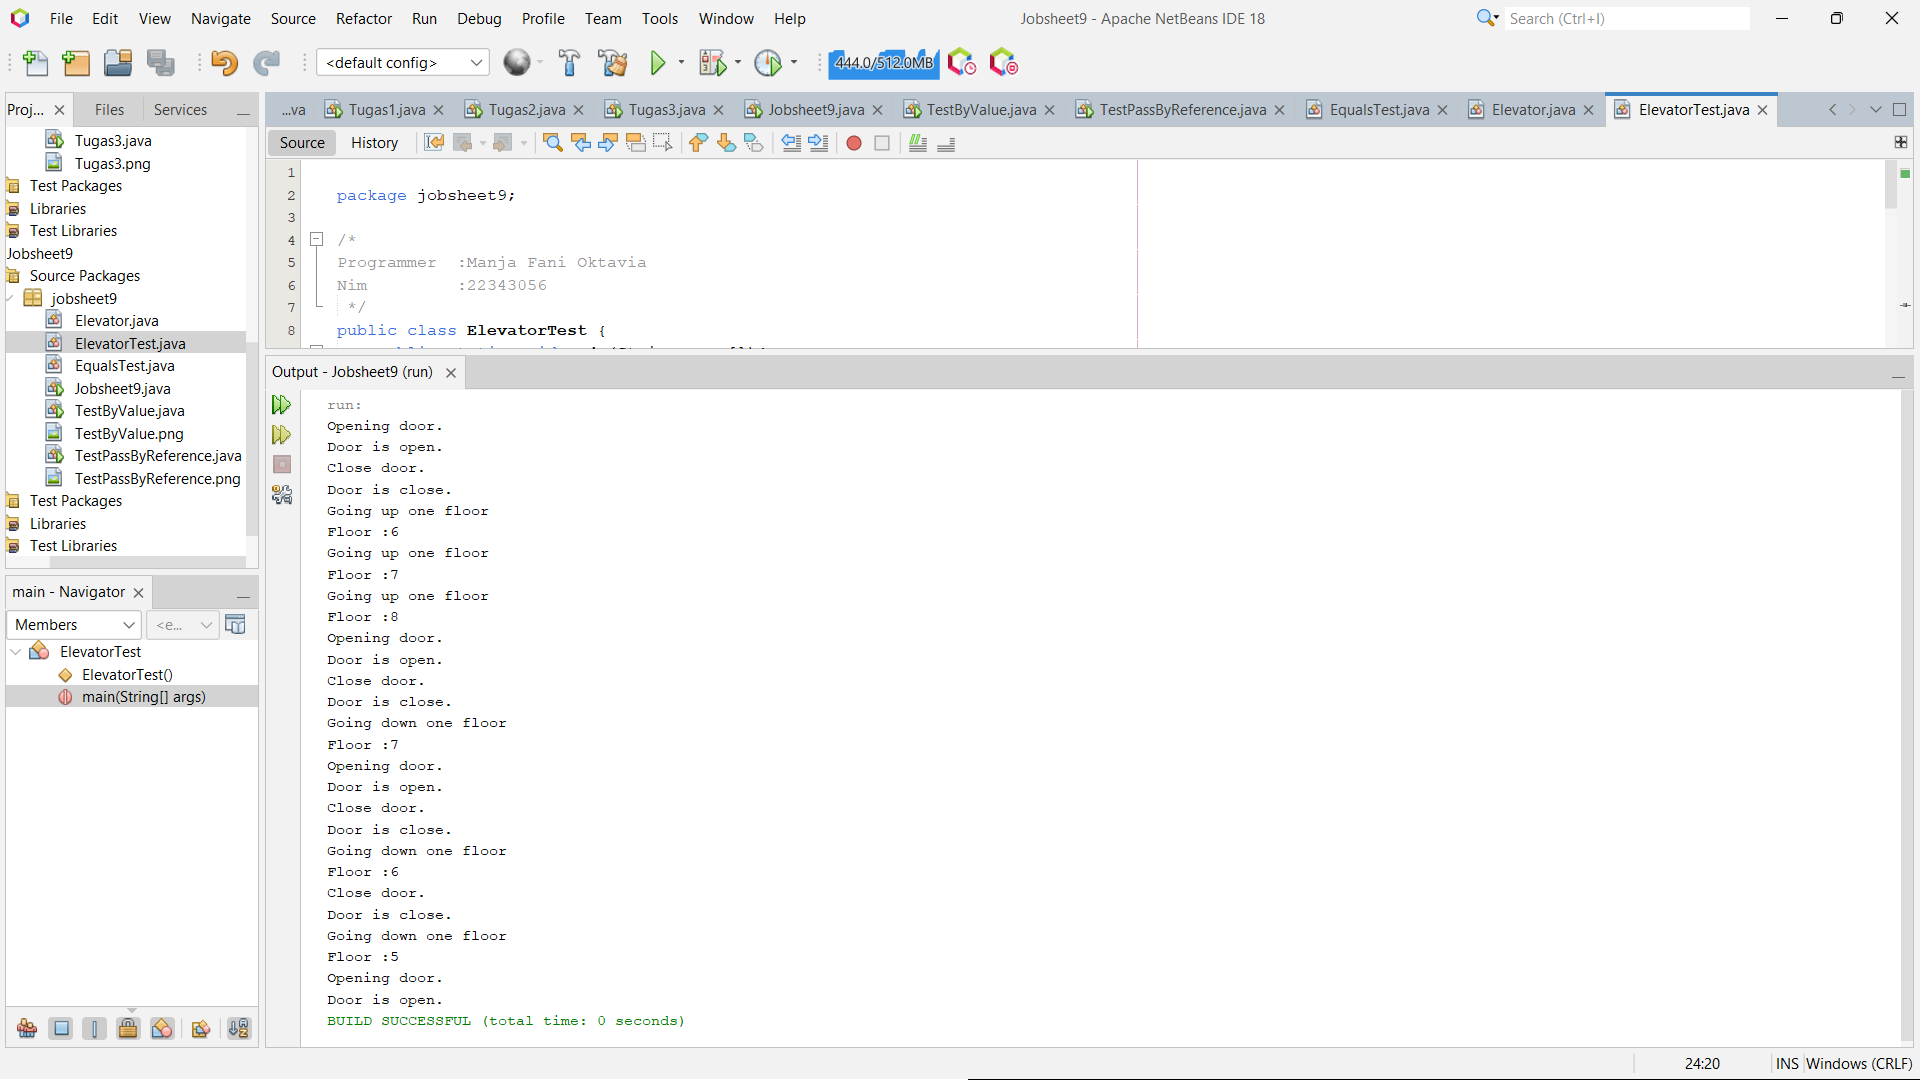 File Edit View Navigate Source Refactor Run Debug Profile Team Tools Window Help
Jobsheet9 - Apache NetBeans IDE 18
Search (Ctrl+I)
<default config>
444.0/512.0MB
Proj...
Files
Services
...va
Tugas1.java
Tugas2.java
Tugas3.java
Jobsheet9.java
TestByValue.java
TestPassByReference.java
EqualsTest.java
Elevator.java
ElevatorTest.java
Tugas3.java
Tugas3.png
Test Packages
Libraries
Test Libraries
Jobsheet9
Source Packages
jobsheet9
Elevator.java
ElevatorTest.java
EqualsTest.java
Jobsheet9.java
TestByValue.java
TestByValue.png
TestPassByReference.java
TestPassByReference.png
Test Packages
Libraries
Test Libraries
main - Navigator
Members
<e...
ElevatorTest
ElevatorTest()
main(String[] args)
Source
History
1
2 package jobsheet9;
3
4 /*
5 Programmer :Manja Fani Oktavia
6 Nim :22343056
7 */
8 public class ElevatorTest {
Output - Jobsheet9 (run)
run:
Opening door.
Door is open.
Close door.
Door is close.
Going up one floor
Floor :6
Going up one floor
Floor :7
Going up one floor
Floor :8
Opening door.
Door is open.
Close door.
Door is close.
Going down one floor
Floor :7
Opening door.
Door is open.
Close door.
Door is close.
Going down one floor
Floor :6
Close door.
Door is close.
Going down one floor
Floor :5
Opening door.
Door is open.
BUILD SUCCESSFUL (total time: 0 seconds)
24:20
INS
Windows (CRLF)